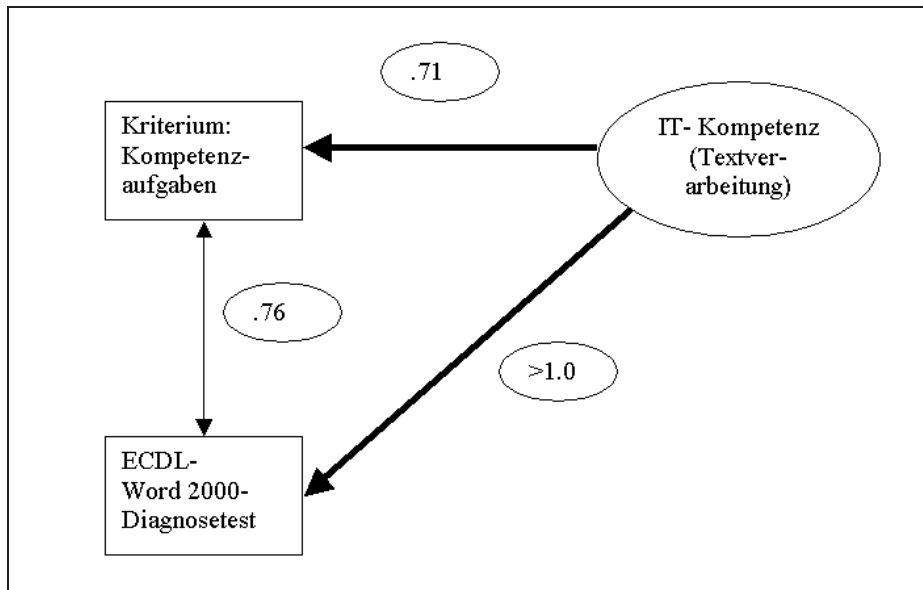 .71
Kriterium:
Kompetenz-
aufgaben
IT- Kompetenz
(Textver-
arbeitung)
.76
>1.0
ECDL-
Word 2000-
Diagnosetest